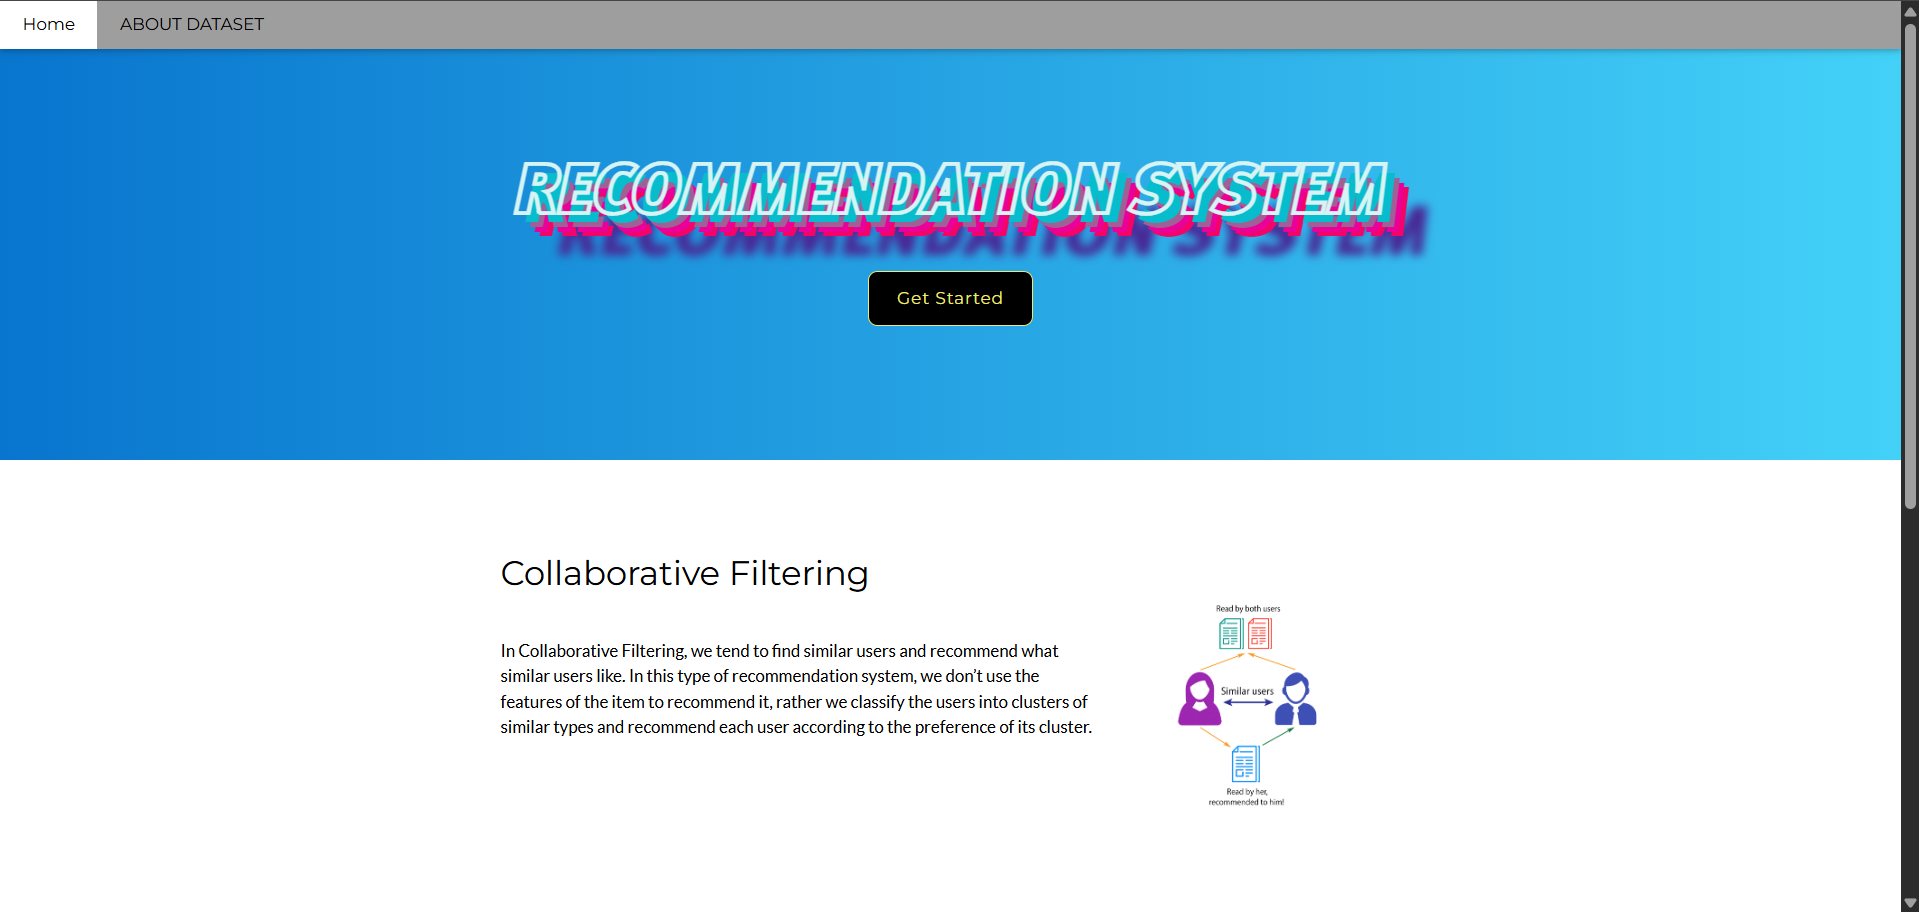 Home
ABOUT DATASET
RECOMMENDATION SYSTEM
Get Started
Collaborative Filtering
In Collaborative Filtering, we tend to find similar users and recommend what
similar users like. In this type of recommendation system, we don’t use the
features of the item to recommend it, rather we classify the users into clusters of
similar types and recommend each user according to the preference of its cluster.
Read by both users
Similar users
Read by her,
recommended to him!